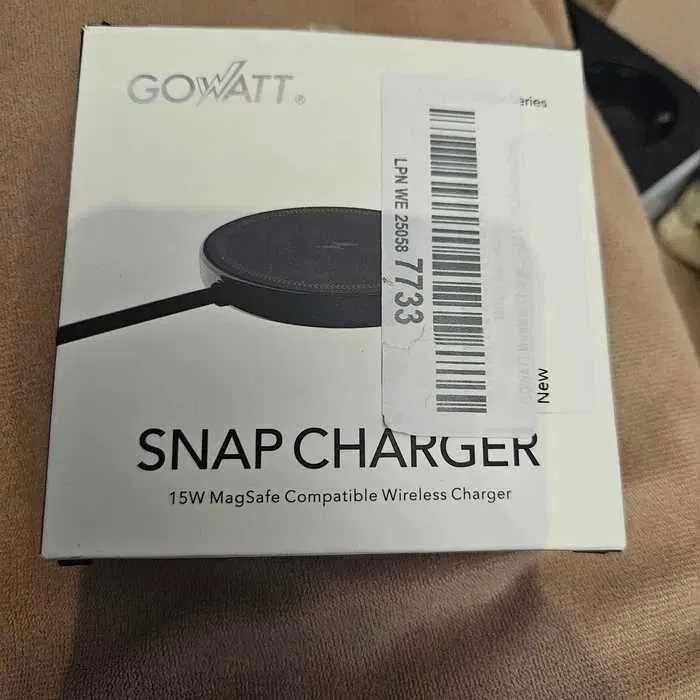 GOWATT®
eries
LPN WE 25058 7733
New
SNAP CHARGER
15W MagSafe Compatible Wireless Charger